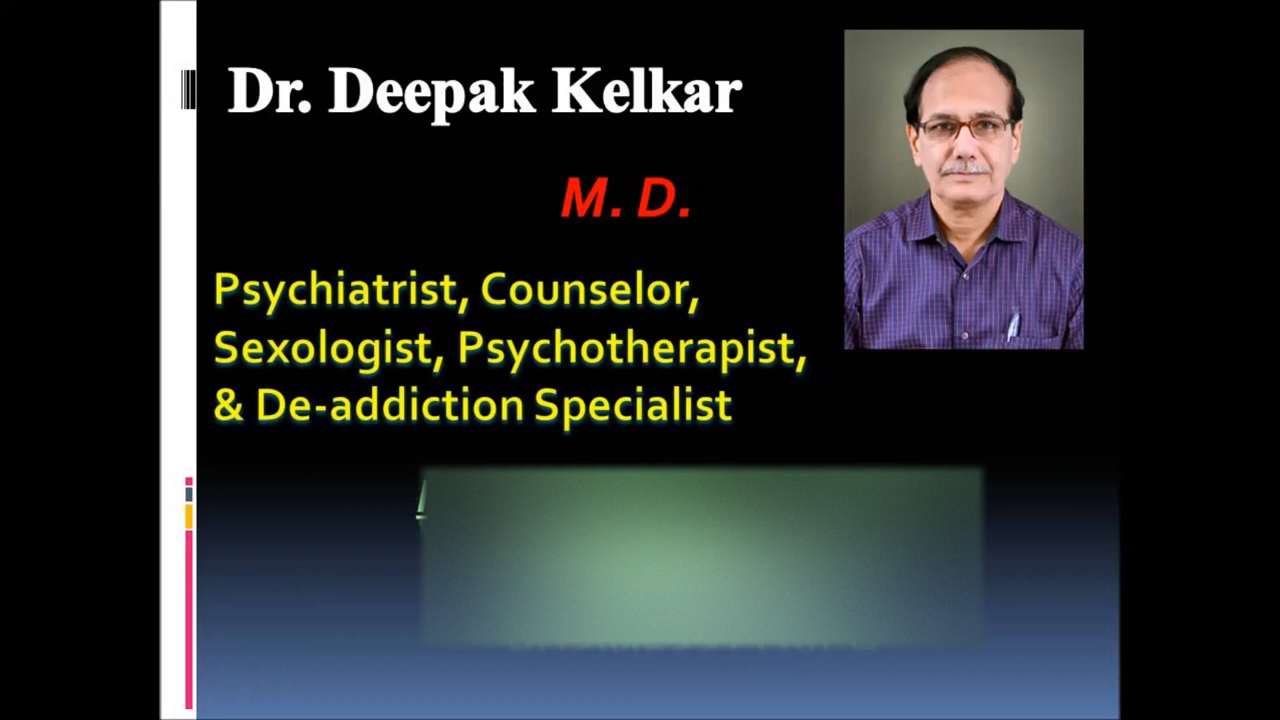 Dr. Deepak Kelkar
M. D.
Psychiatrist, Counselor,
Sexologist, Psychotherapist,
& De-addiction Specialist